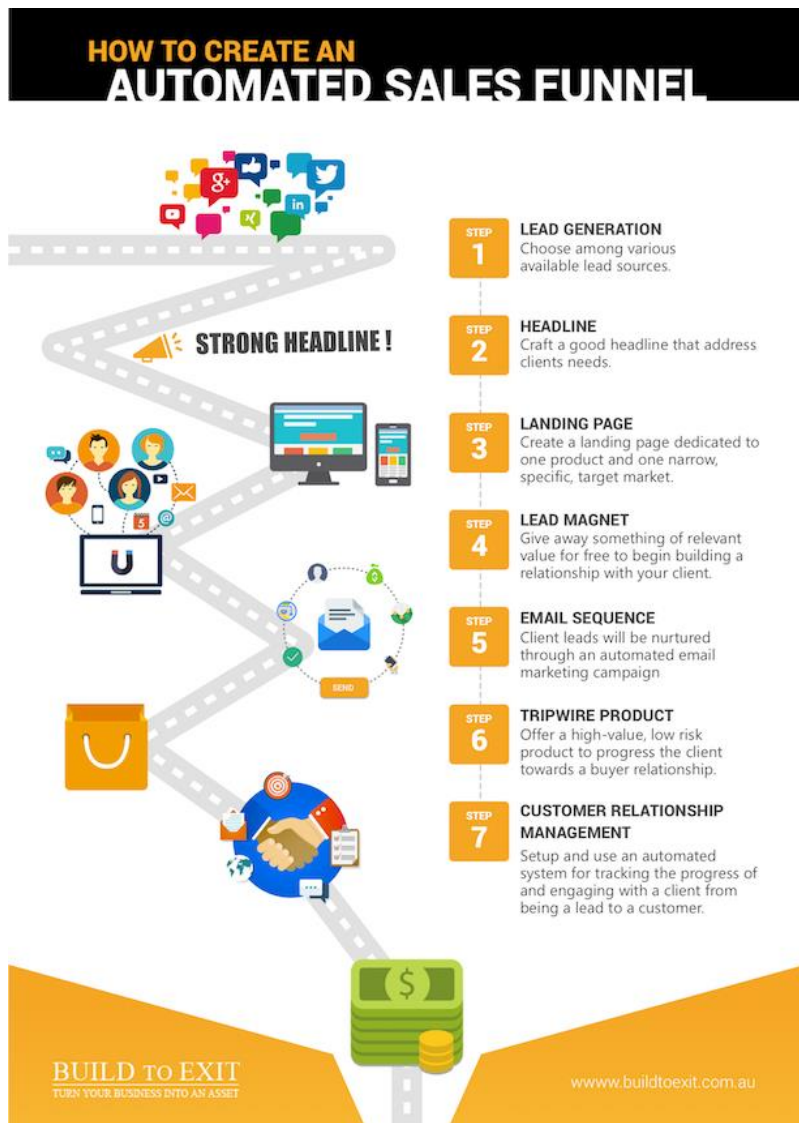 HOW TO CREATE AN
AUTOMATED SALES FUNNEL
g+
in
STRONG HEADLINE !
5
@
$
SEND
$
STEP
1
LEAD GENERATION
Choose among various
available lead sources.
STEP
2
HEADLINE
Craft a good headline that address
clients needs.
STEP
3
LANDING PAGE
Create a landing page dedicated to
one product and one narrow,
specific, target market.
STEP
4
LEAD MAGNET
Give away something of relevant
value for free to begin building a
relationship with your client.
STEP
5
EMAIL SEQUENCE
Client leads will be nurtured
through an automated email
marketing campaign
STEP
6
TRIPWIRE PRODUCT
Offer a high-value, low risk
product to progress the client
towards a buyer relationship.
STEP
7
CUSTOMER RELATIONSHIP
MANAGEMENT
Setup and use an automated
system for tracking the progress of
and engaging with a client from
being a lead to a customer.
BUILD TO EXIT
TURN YOUR BUSINESS INTO AN ASSET
wwww.buildtoexit.com.au